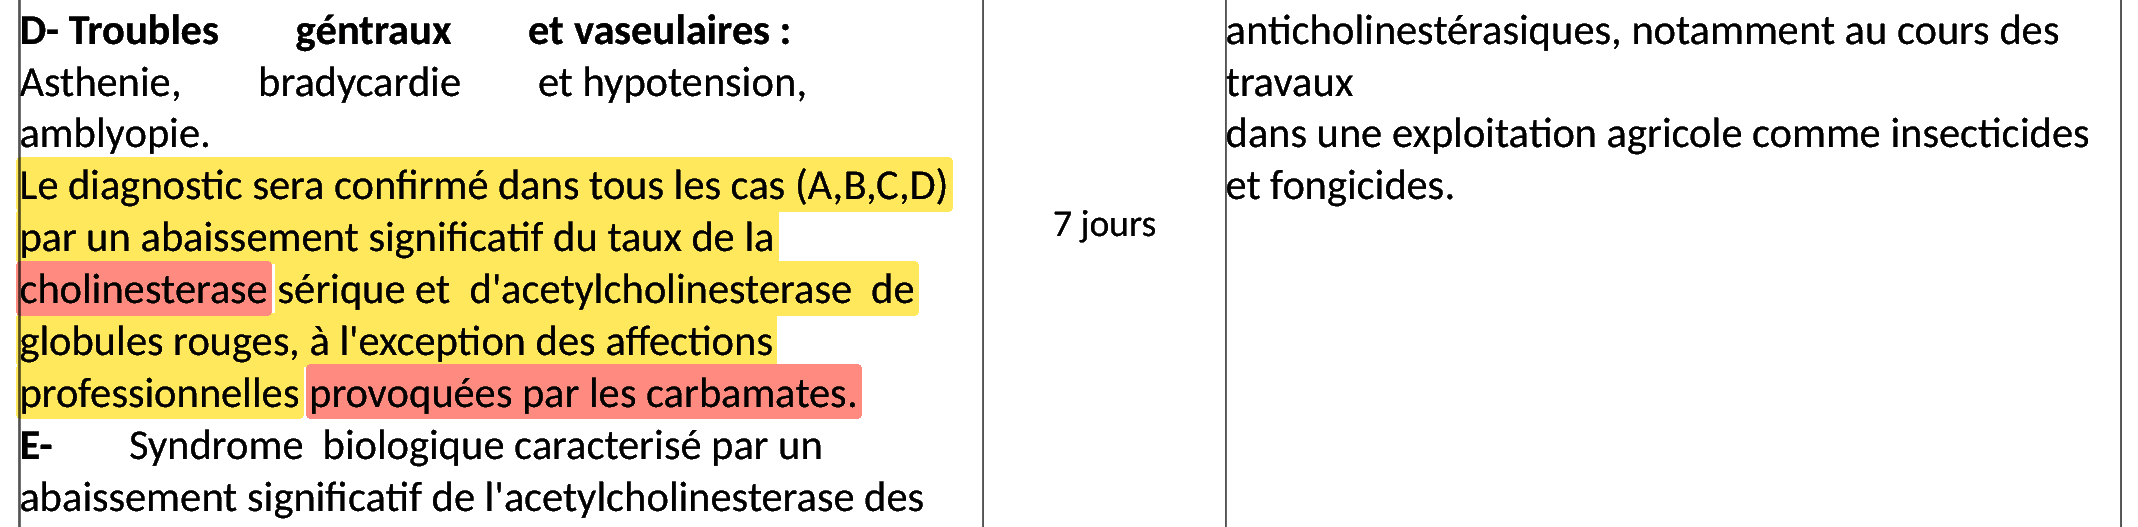 D- Troubles géntraux et vaseulaires :
Asthenie, bradycardie et hypotension,
amblyopie.
Le diagnostic sera confirmé dans tous les cas (A,B,C,D)
par un abaissement significatif du taux de la
cholinesterase sérique et d'acetylcholinesterase de
globules rouges, à l'exception des affections
professionnelles provoquées par les carbamates.
E- Syndrome biologique caracterisé par un
abaissement significatif de l'acetylcholinesterase des
7 jours
anticholinestérasiques, notamment au cours des
travaux
dans une exploitation agricole comme insecticides
et fongicides.